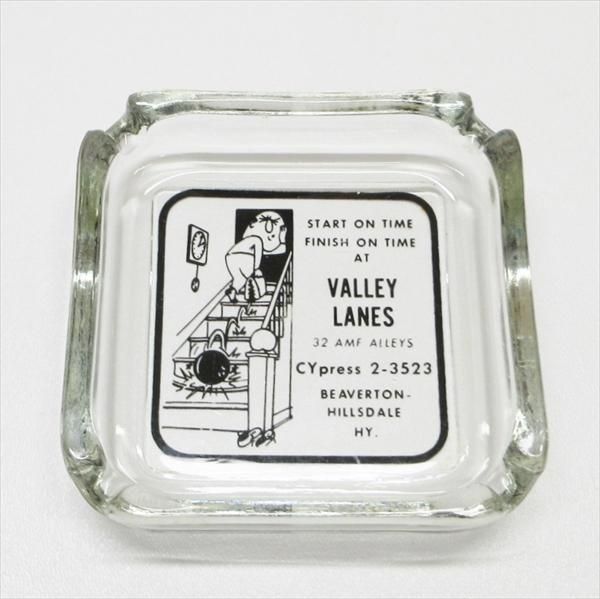 START ON TIME
FINISH ON TIME
AT
VALLEY
LANES
32 AMF ALLEYS
CYpress 2-3523
BEAVERTON-
HILLSDALE
HY.